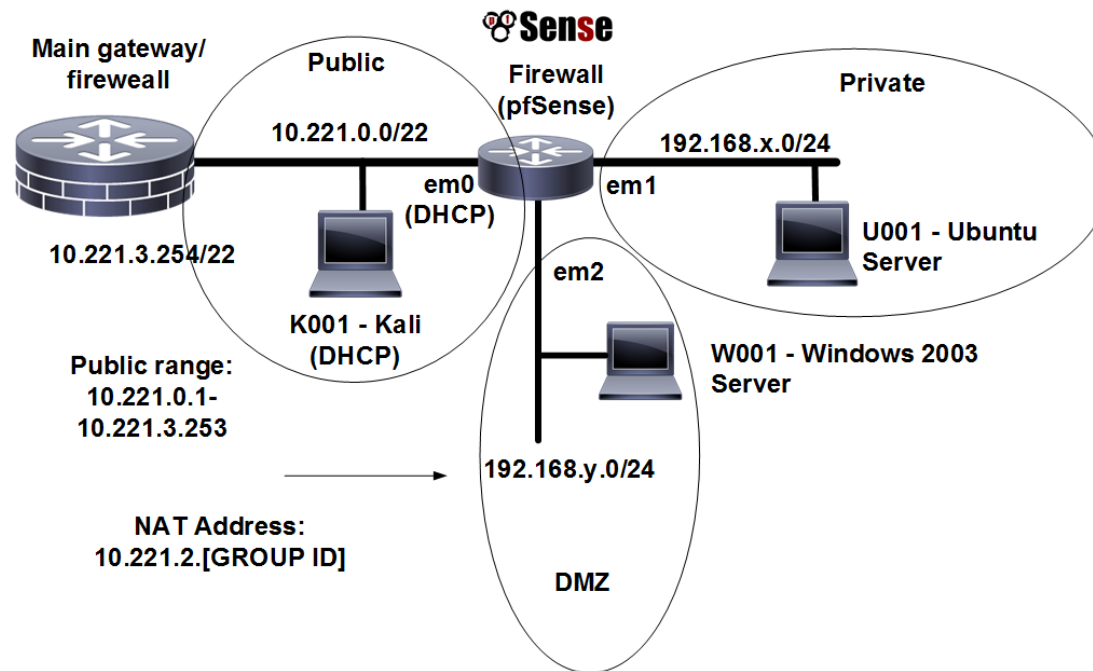 pf Sense
Main gateway/
fireweall
Public
Firewall
(pfSense)
Private
10.221.0.0/22
192.168.x.0/24
em0
(DHCP)
em1
10.221.3.254/22
U001 - Ubuntu
Server
em2
K001 - Kali
(DHCP)
W001 - Windows 2003
Server
Public range:
10.221.0.1-
10.221.3.253
192.168.y.0/24
NAT Address:
10.221.2.[GROUP ID]
DMZ